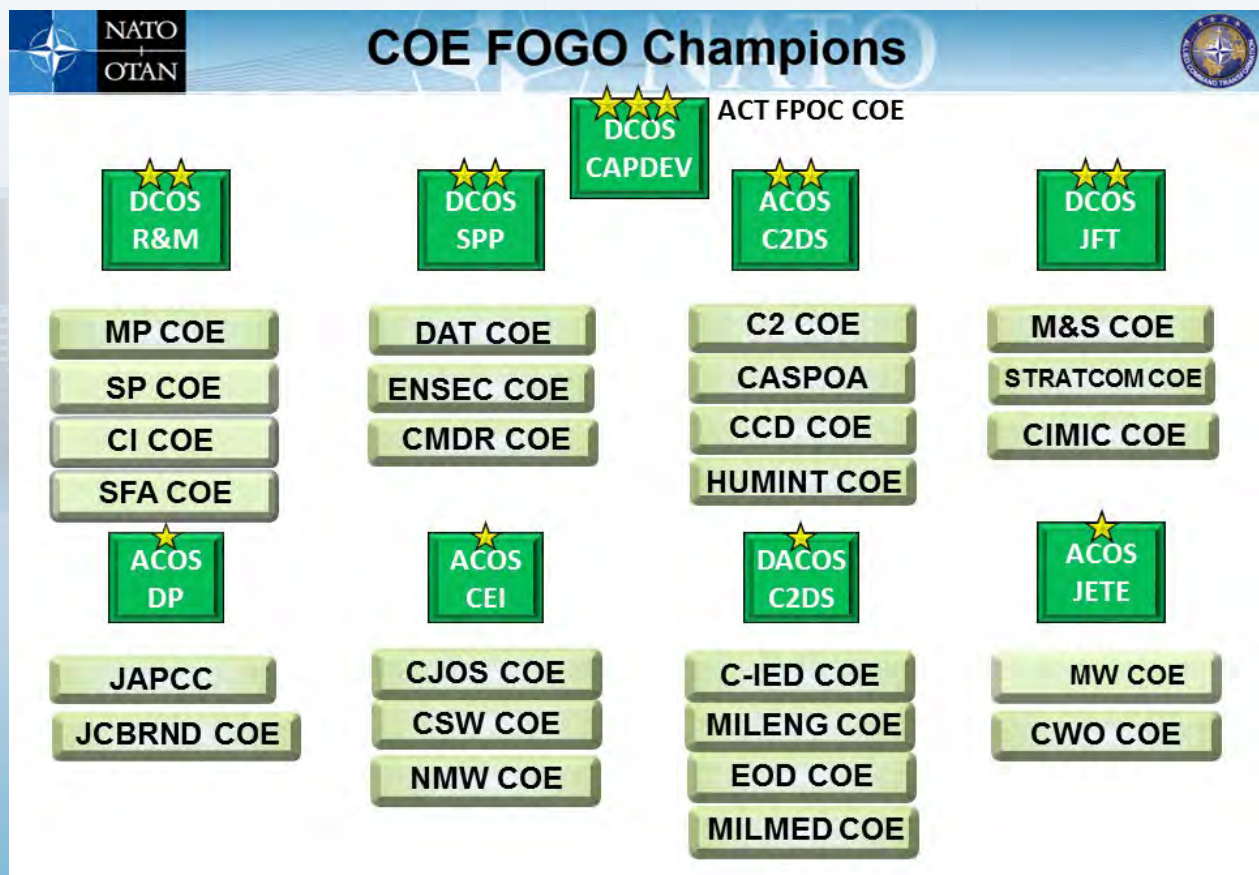 NATO
OTAN
COE FOGO Champions
ALLIED COMMAND TRANSFORMATION
DCOS
CAPDEV
ACT FPOC COE
DCOS
R&M
DCOS
SPP
ACOS
C2DS
DCOS
JFT
MP COE
SP COE
CI COE
SFA COE
DAT COE
ENSEC COE
CMDR COE
C2 COE
CASPOA
CCD COE
HUMINT COE
M&S COE
STRATCOM COE
CIMIC COE
ACOS
DP
ACOS
CEI
DACOS
C2DS
ACOS
JETE
JAPCC
JCBRND COE
CJOS COE
CSW COE
NMW COE
C-IED COE
MILENG COE
EOD COE
MILMED COE
MW COE
CWO COE